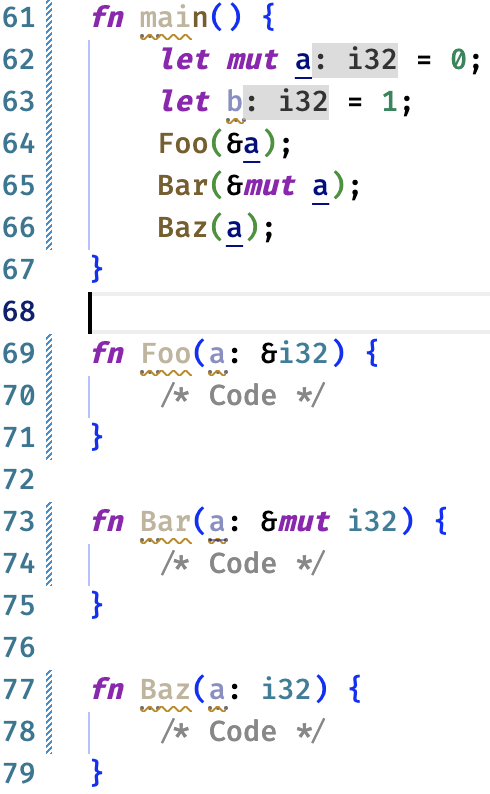 61 fn main() {
62     let mut a: i32 = 0;
63     let b: i32 = 1;
64     Foo(&a);
65     Bar(&mut a);
66     Baz(a);
67 }
68
69 fn Foo(a: &i32) {
70     /* Code */
71 }
72
73 fn Bar(a: &mut i32) {
74     /* Code */
75 }
76
77 fn Baz(a: i32) {
78     /* Code */
79 }